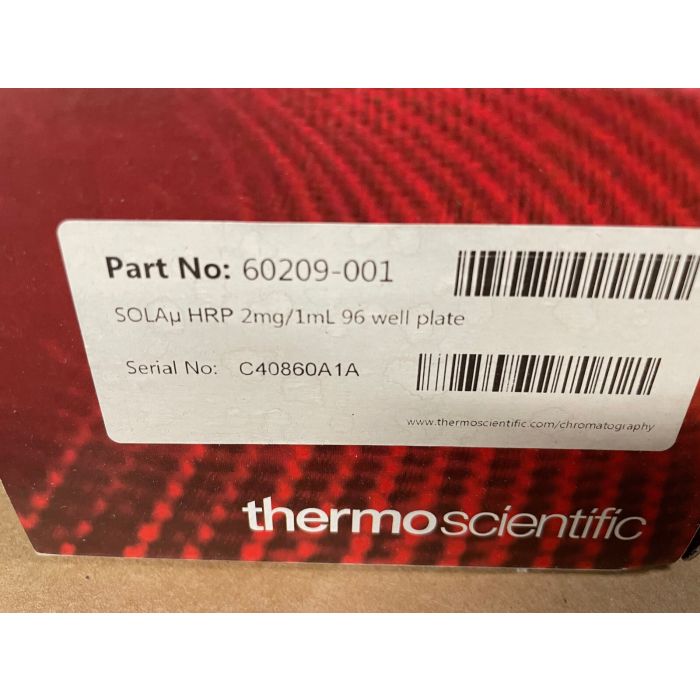 Part No: 60209-001
SOLAµ HRP 2mg/1mL 96 well plate
Serial No: C40860A1A
www.thermoscientific.com/chromatography
thermoscientific